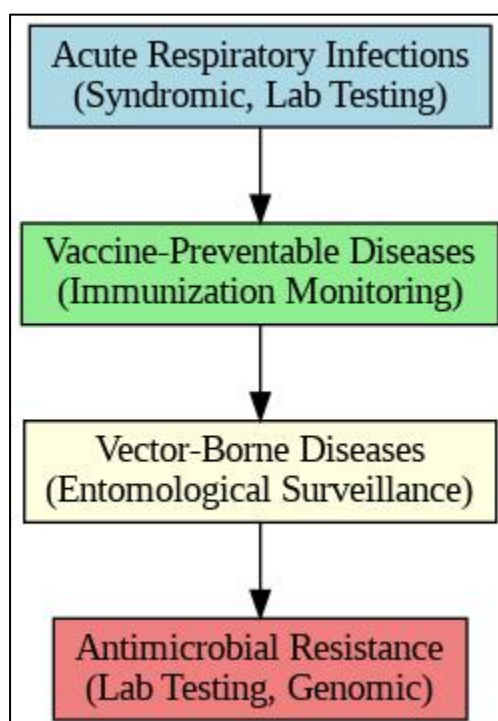 Acute Respiratory Infections
(Syndromic, Lab Testing)
Vaccine-Preventable Diseases
(Immunization Monitoring)
Vector-Borne Diseases
(Entomological Surveillance)
Antimicrobial Resistance
(Lab Testing, Genomic)